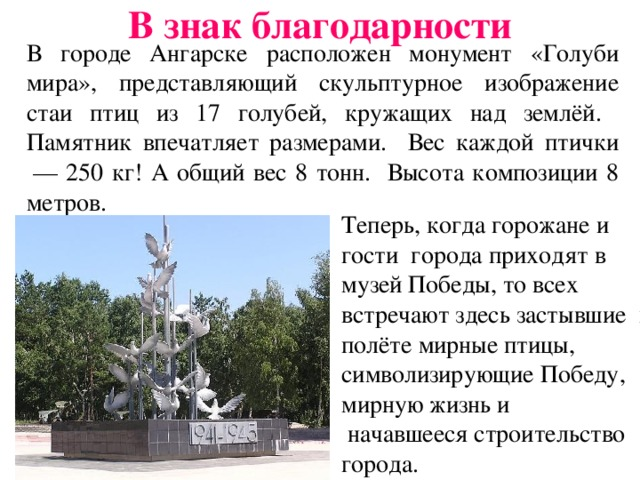 В знак благодарности
В городе Ангарске расположен монумент «Голуби
мира», представляющий скульптурное изображение
стаи птиц из 17 голубей, кружащих над землёй.
Памятник впечатляет размерами. Вес каждой птички
— 250 кг! А общий вес 8 тонн. Высота композиции 8
метров.
Теперь, когда горожане и
гости города приходят в
музей Победы, то всех
встречают здесь застывшие
полёте мирные птицы,
символизирующие Победу,
мирную жизнь и
начавшееся строительство
города.
1941-1945